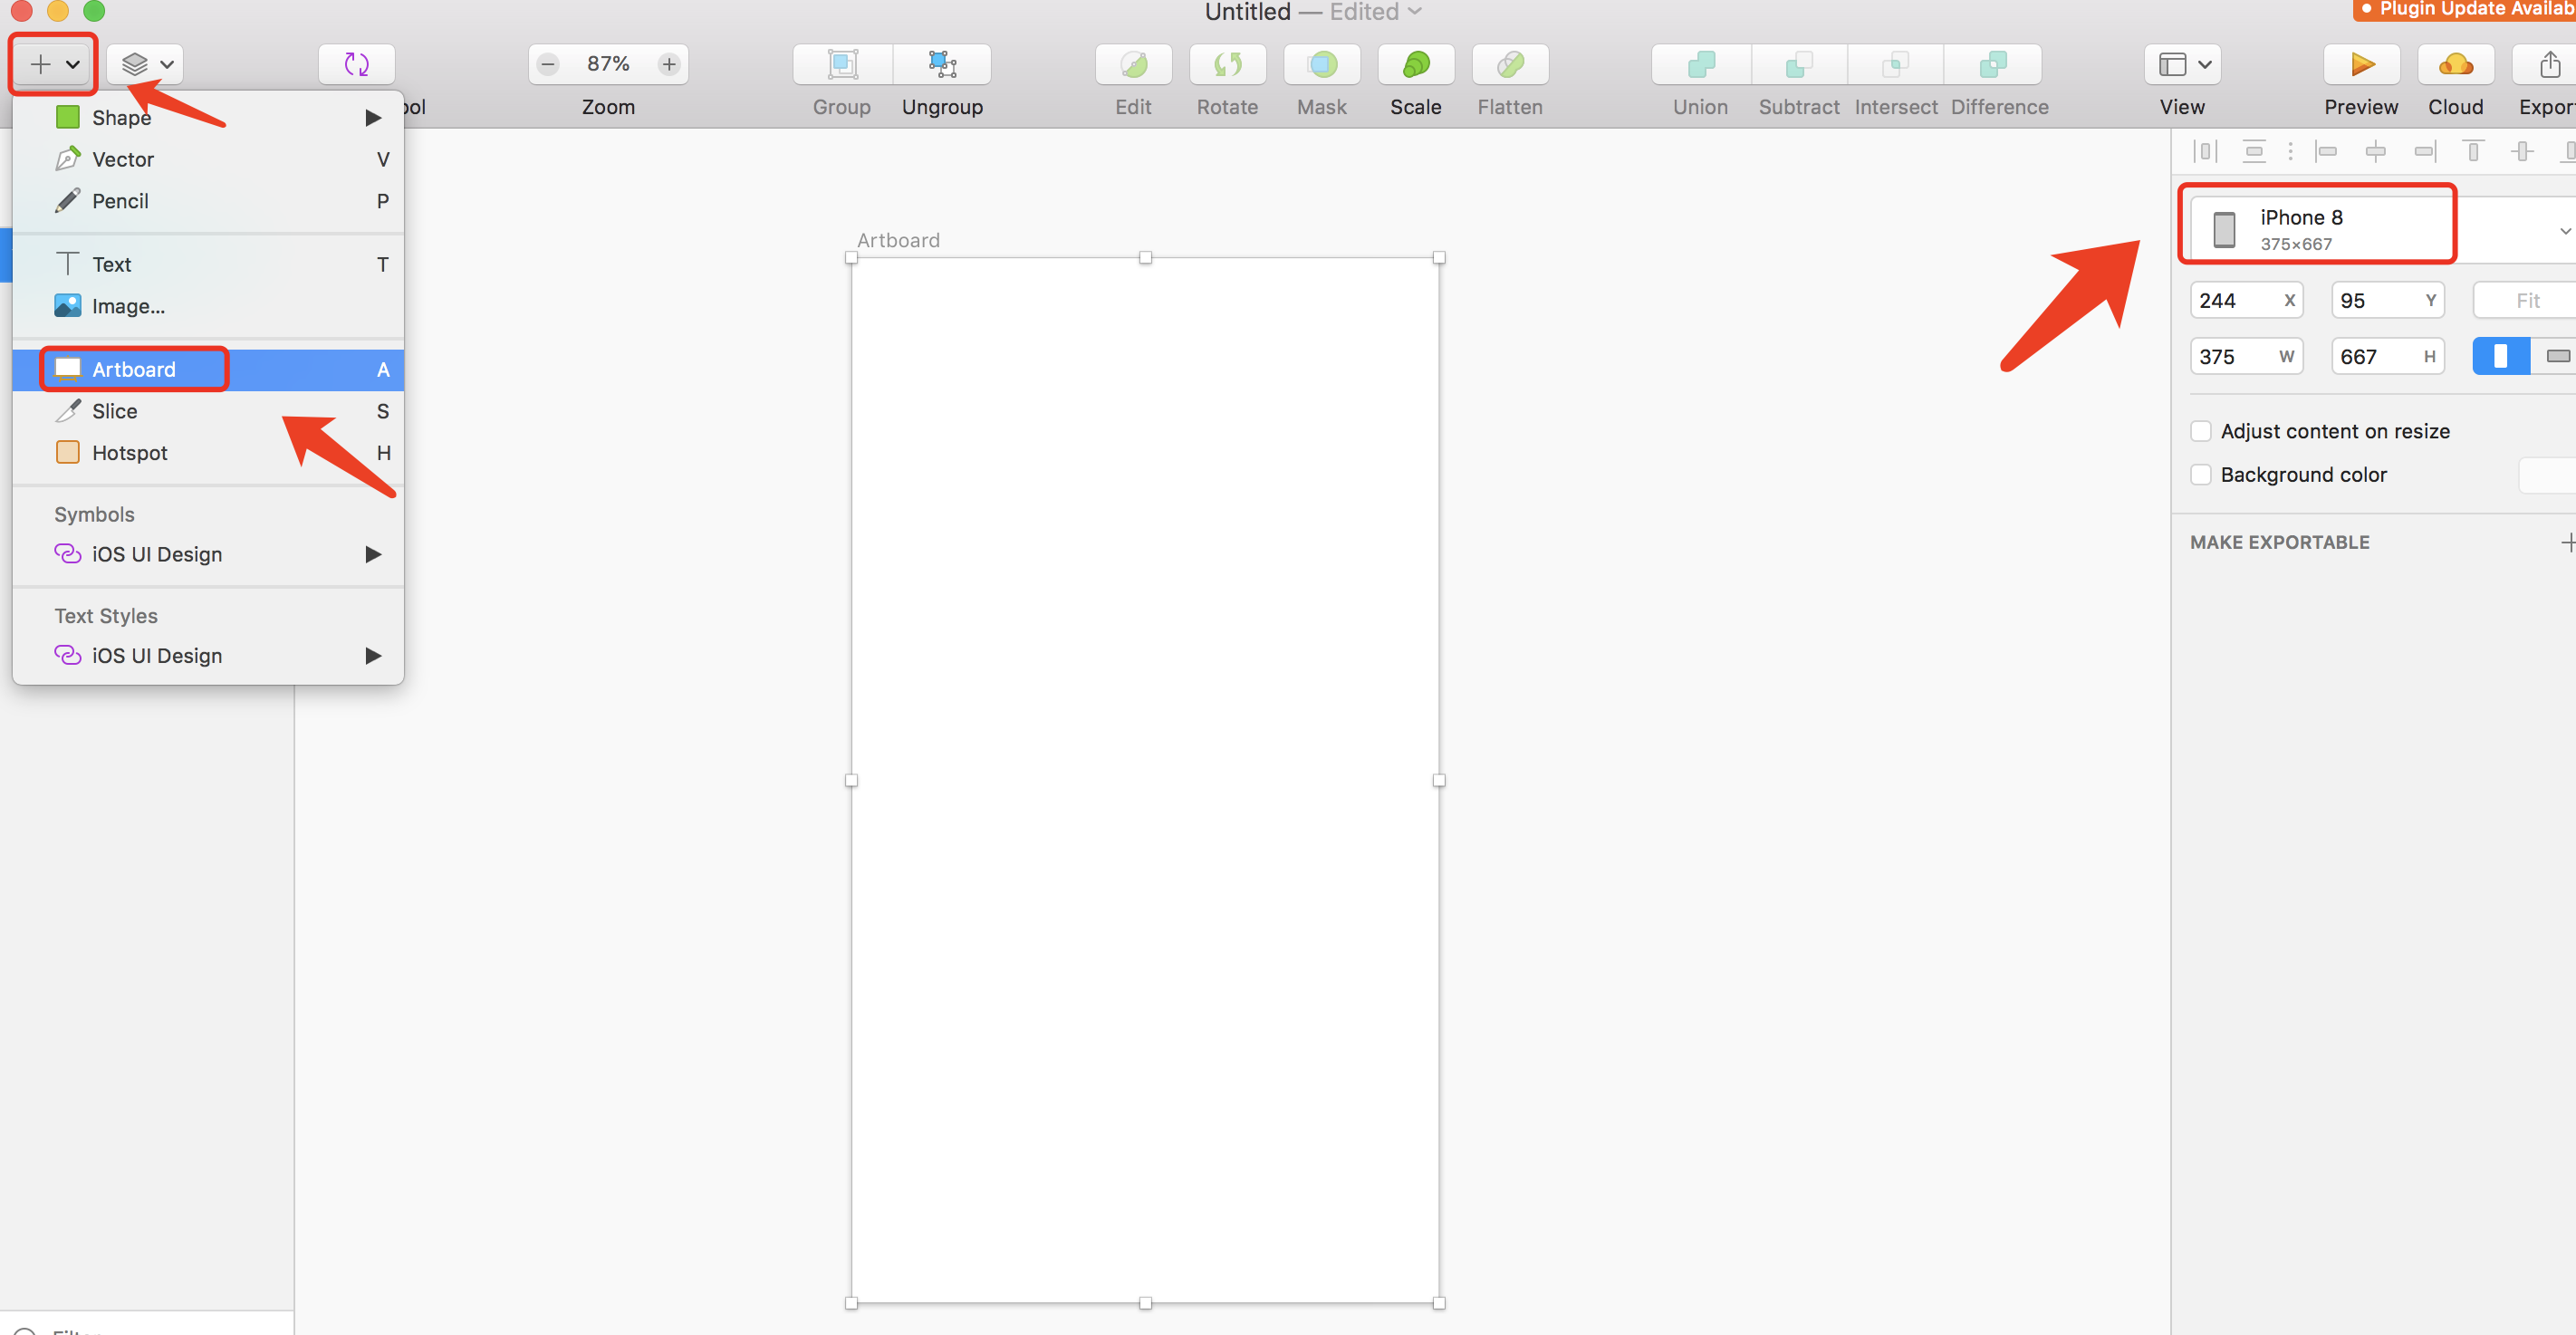 Untitled — Edited
Plugin Update Availab
87%
ool
Zoom
Group
Ungroup
Edit
Rotate
Mask
Scale
Flatten
Union
Subtract
Intersect
Difference
View
Preview
Cloud
Export
Shape
Vector V
Pencil P
Text T
Image...
Artboard A
Slice S
Hotspot H
Symbols
iOS UI Design
Text Styles
iOS UI Design
Artboard
iPhone 8
375×667
244 X 95 Y Fit
375 W 667 H
Adjust content on resize
Background color
MAKE EXPORTABLE